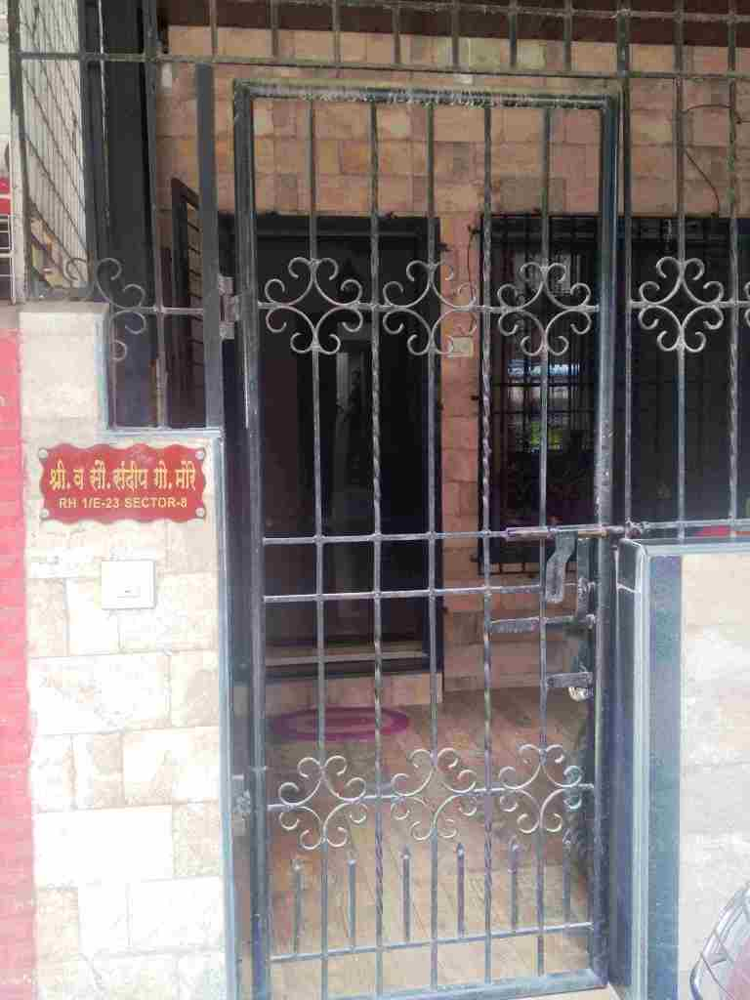 श्री. व सौ. संदीप गो. मोरे
RH 1/E-23 SECTOR-8